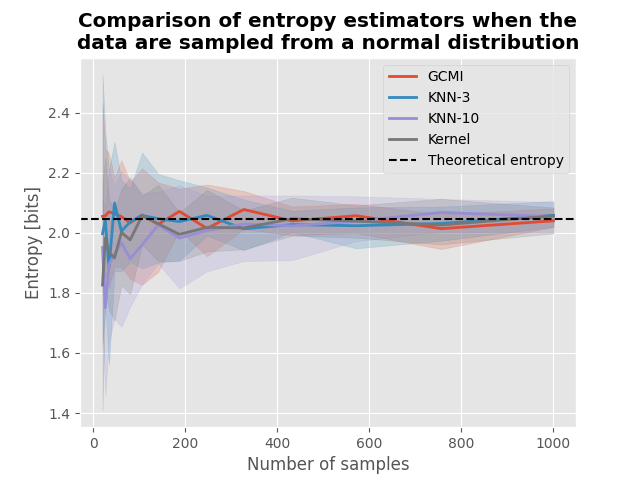 Comparison of entropy estimators when the
data are sampled from a normal distribution
GCMI
KNN-3
KNN-10
Kernel
Theoretical entropy
Entropy [bits]
2.4
2.2
2.0
1.8
1.6
1.4
0 200 400 600 800 1000
Number of samples